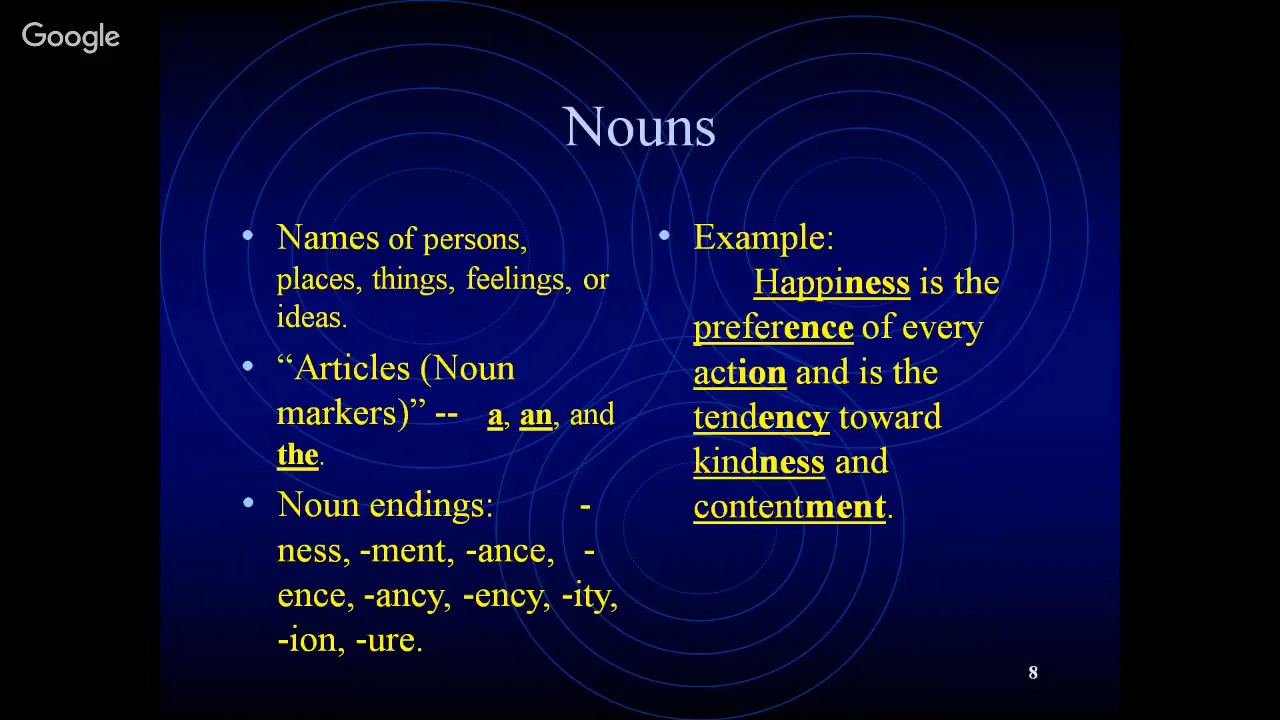 Google
Nouns
• Names of persons,
places, things, feelings, or
ideas.
• “Articles (Noun
markers)” -- a, an, and
the.
• Noun endings: -
ness, -ment, -ance, -
ence, -ancy, -ency, -ity,
-ion, -ure.
• Example:
Happiness is the
preference of every
action and is the
tendency toward
kindness and
contentment.
8